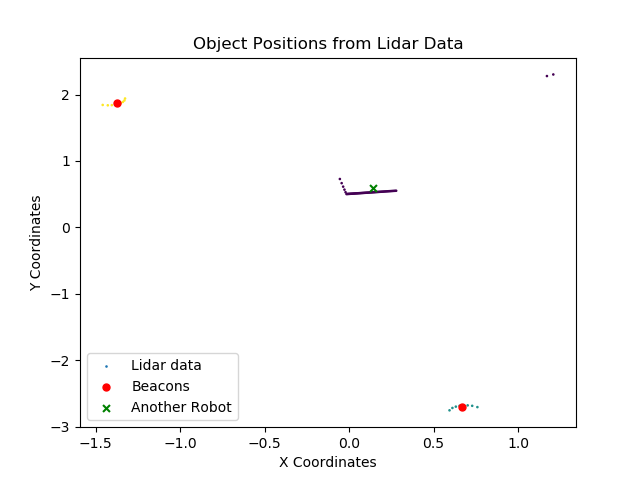 Object Positions from Lidar Data
Y Coordinates
2
1
0
−1
−2
−3
Lidar data
Beacons
Another Robot
−1.5 −1.0 −0.5 0.0 0.5 1.0
X Coordinates